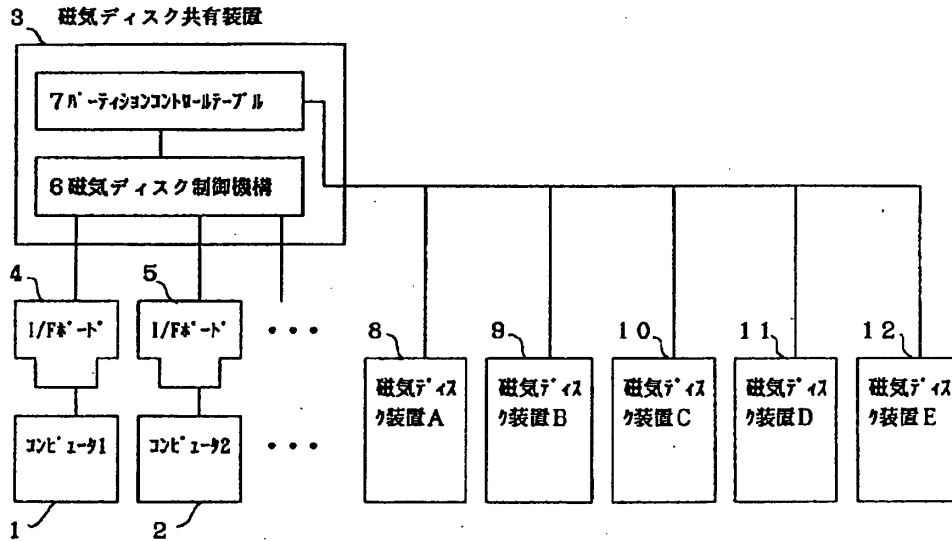 3 磁気ディスク共有装置
7ﾊﾟｰﾃｨｼｮﾝｺﾝﾄﾛｰﾙﾃｰﾌﾞﾙ
6磁気ディスク制御機構
4
5
I/Fﾎﾞｰﾄﾞ
I/Fﾎﾞｰﾄﾞ
・・・
8
9
10
11
12
磁気ﾃﾞｨｽ
ｸ装置A
磁気ﾃﾞｨｽ
ｸ装置B
磁気ﾃﾞｨｽ
ｸ装置C
磁気ﾃﾞｨｽ
ｸ装置D
磁気ﾃﾞｨｽ
ｸ装置E
ｺﾝﾋﾟｭｰﾀ1
ｺﾝﾋﾟｭｰﾀ2
・・・
1
2